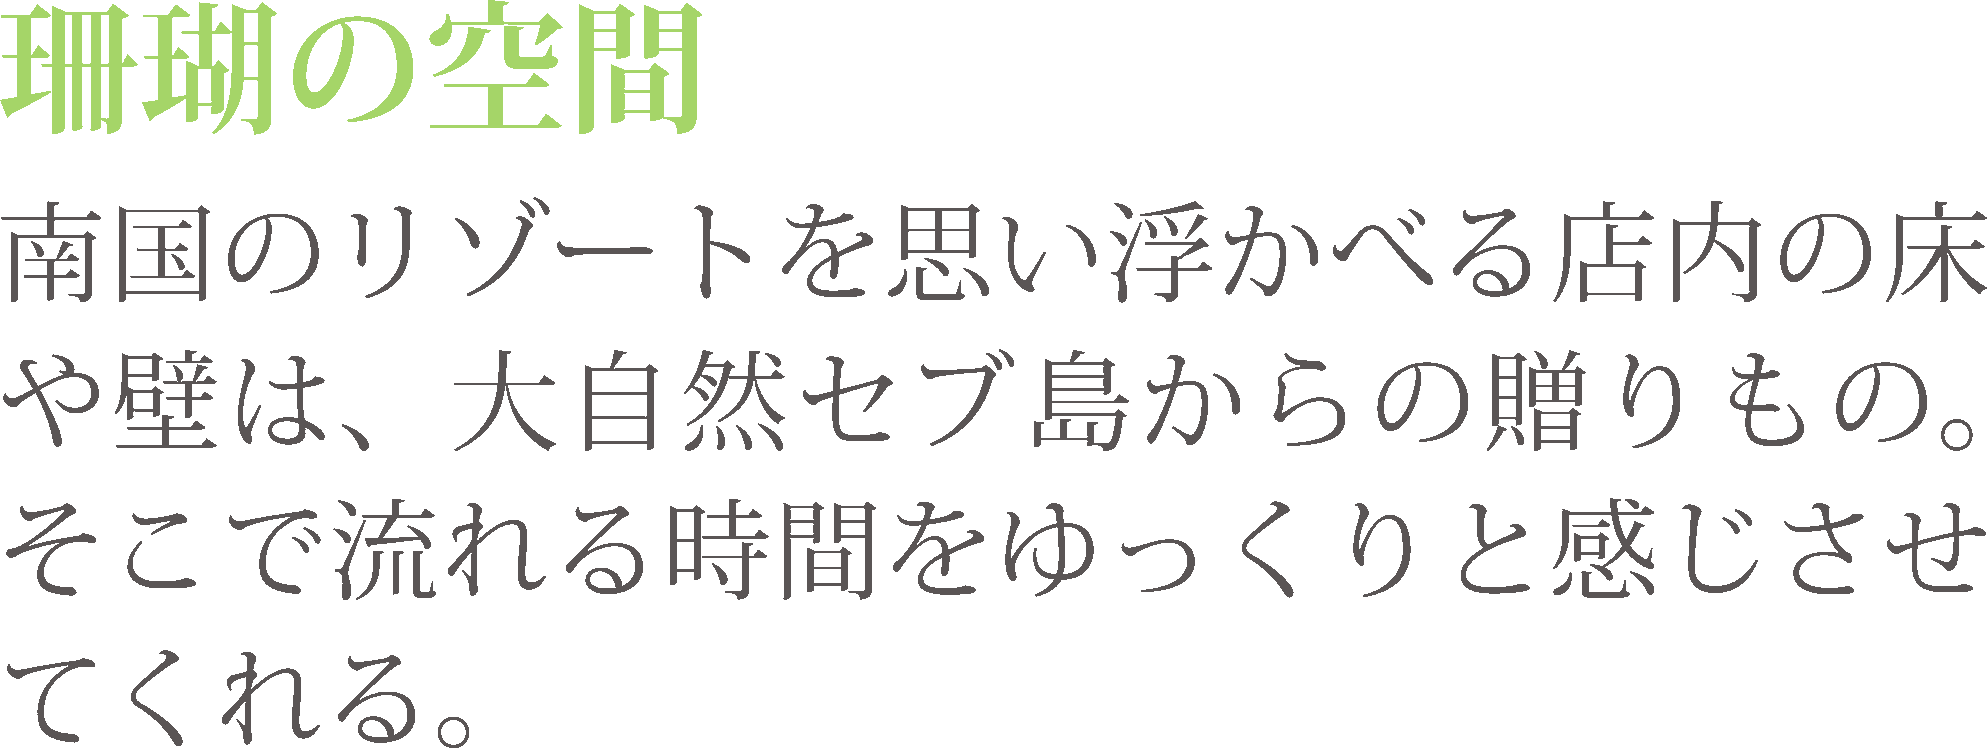 珊瑚の空間
南国のリゾートを思い浮かべる店内の床
や壁は、大自然セブ島からの贈りもの。
そこで流れる時間をゆっくりと感じさせ
てくれる。